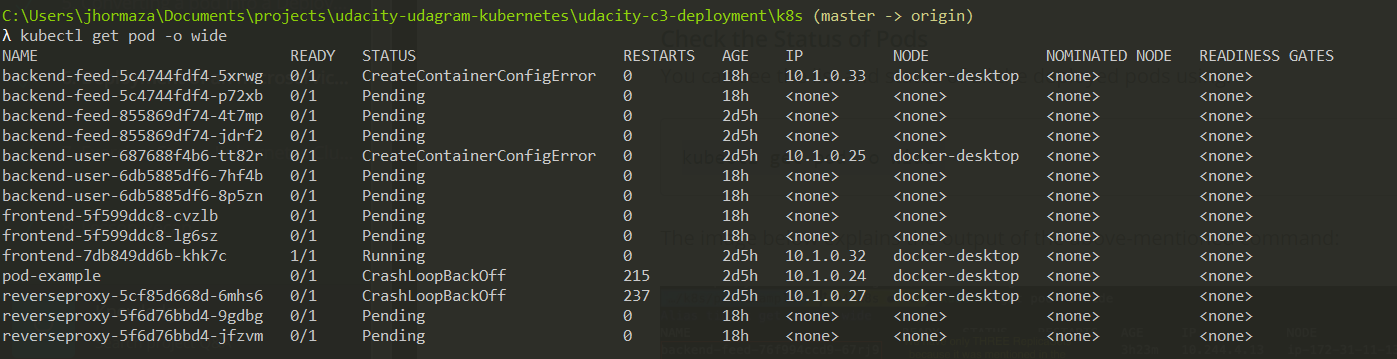 C:\Users\jhormaza\Documents\projects\udacity-udagram-kubernetes\udacity-c3-deployment\k8s (master -> origin)
λ kubectl get pod -o wide
NAME READY STATUS RESTARTS AGE IP NODE NOMINATED NODE READINESS GATES
backend-feed-5c4744fdf4-5xrwg 0/1 CreateContainerConfigError 0 18h 10.1.0.33 docker-desktop <none> <none>
backend-feed-5c4744fdf4-p72xb 0/1 Pending 0 18h <none> <none> <none> <none>
backend-feed-855869df74-4t7mp 0/1 Pending 0 2d5h <none> <none> <none> <none>
backend-feed-855869df74-jdrf2 0/1 Pending 0 2d5h <none> <none> <none> <none>
backend-user-687688f4b6-tt82r 0/1 CreateContainerConfigError 0 2d5h 10.1.0.25 docker-desktop <none> <none>
backend-user-6db5885df6-7hf4b 0/1 Pending 0 18h <none> <none> <none> <none>
backend-user-6db5885df6-8p5zn 0/1 Pending 0 18h <none> <none> <none> <none>
frontend-5f599ddc8-cvzlb 0/1 Pending 0 18h <none> <none> <none> <none>
frontend-5f599ddc8-lg6sz 0/1 Pending 0 18h <none> <none> <none> <none>
frontend-7db849dd6b-khk7c 1/1 Running 0 2d5h 10.1.0.32 docker-desktop <none> <none>
pod-example 0/1 CrashLoopBackOff 215 2d5h 10.1.0.24 docker-desktop <none> <none>
reverseproxy-5cf85d668d-6mhs6 0/1 CrashLoopBackOff 237 2d5h 10.1.0.27 docker-desktop <none> <none>
reverseproxy-5f6d76bbd4-9gdbg 0/1 Pending 0 18h <none> <none> <none> <none>
reverseproxy-5f6d76bbd4-jfzvm 0/1 Pending 0 18h <none> <none> <none> <none>
Check the Status of Pods